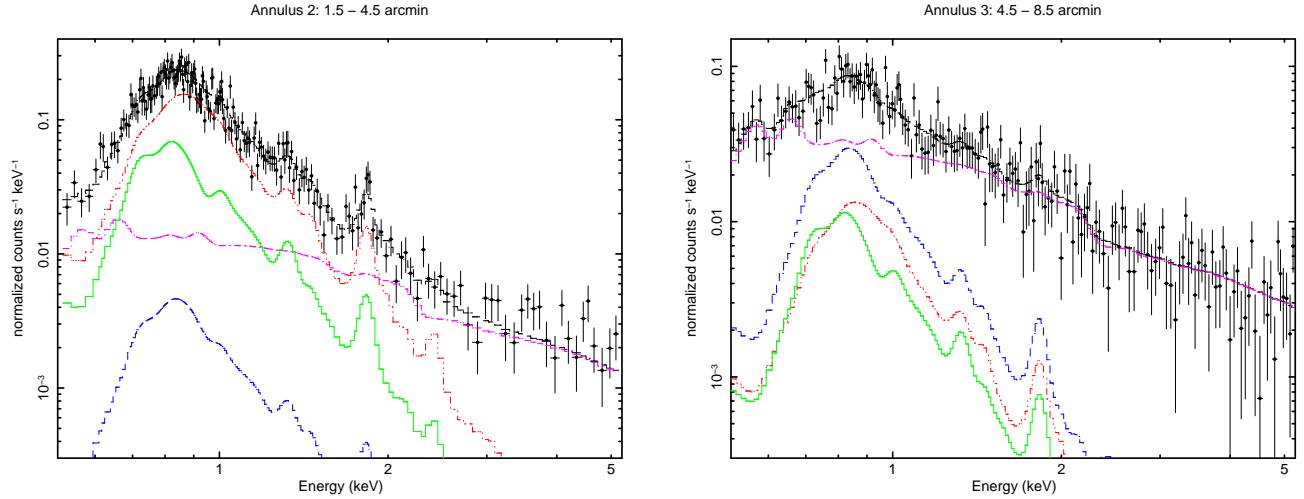 Annulus 2: 1.5 − 4.5 arcmin
normalized counts s⁻¹ keV⁻¹
0.1
0.01
10⁻³
1
2
5
Energy (keV)
Annulus 3: 4.5 − 8.5 arcmin
normalized counts s⁻¹ keV⁻¹
0.1
0.01
10⁻³
1
2
5
Energy (keV)